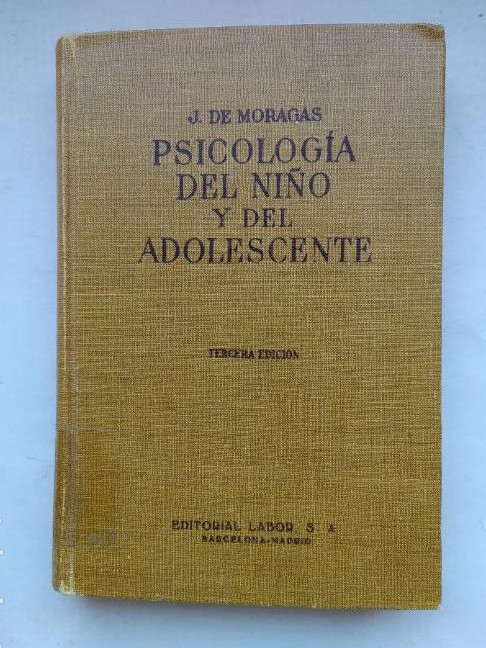 J. DE MORAGAS
PSICOLOGÍA
DEL NIÑO
Y DEL
ADOLESCENTE
TERCERA EDICIÓN
EDITORIAL LABOR, S. A.
BARCELONA-MADRID